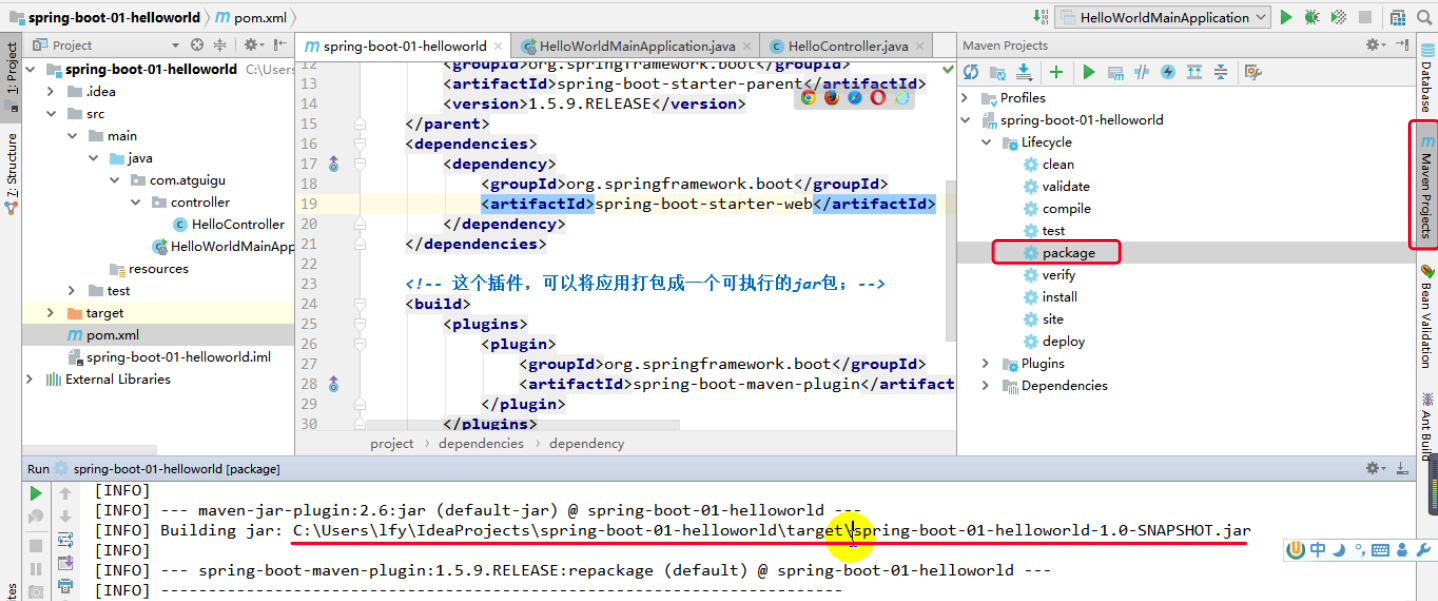 spring-boot-01-helloworld
pom.xml
HelloWorldMainApplication
1: Project
7: Structure
Project
spring-boot-01-helloworld C:\Users
.idea
src
main
java
com.atguigu
controller
HelloController
HelloWorldMainApp
resources
test
target
pom.xml
spring-boot-01-helloworld.iml
External Libraries
spring-boot-01-helloworld
HelloWorldMainApplication.java
HelloController.java
12 <groupId>org.springframework.boot</groupId>
13 <artifactId>spring-boot-starter-parent</artifactId>
14 <version>1.5.9.RELEASE</version>
15 </parent>
16 <dependencies>
17 <dependency>
18 <groupId>org.springframework.boot</groupId>
19 <artifactId>spring-boot-starter-web</artifactId>
20 </dependency>
21 </dependencies>
22
23 <!-- 这个插件，可以将应用打包成一个可执行的jar包；-->
24 <build>
25 <plugins>
26 <plugin>
27 <groupId>org.springframework.boot</groupId>
28 <artifactId>spring-boot-maven-plugin</artifact
29 </plugin>
30 </plugins>
project › dependencies › dependency
Maven Projects
Profiles
spring-boot-01-helloworld
Lifecycle
clean
validate
compile
test
package
verify
install
site
deploy
Plugins
Dependencies
Database
Maven Projects
Bean Validation
Ant Build
Run spring-boot-01-helloworld [package]
[INFO]
[INFO] --- maven-jar-plugin:2.6:jar (default-jar) @ spring-boot-01-helloworld ---
[INFO] Building jar: C:\Users\lfy\IdeaProjects\spring-boot-01-helloworld\target\spring-boot-01-helloworld-1.0-SNAPSHOT.jar
[INFO]
[INFO] --- spring-boot-maven-plugin:1.5.9.RELEASE:repackage (default) @ spring-boot-01-helloworld ---
[INFO] ------------------------------------------------------------------------
中